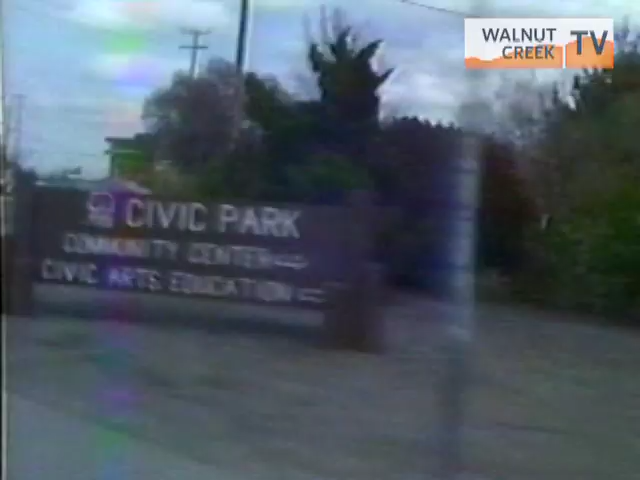 WALNUT
CREEK TV
CIVIC PARK
COMMUNITY CENTER
CIVIC ARTS EDUCATION